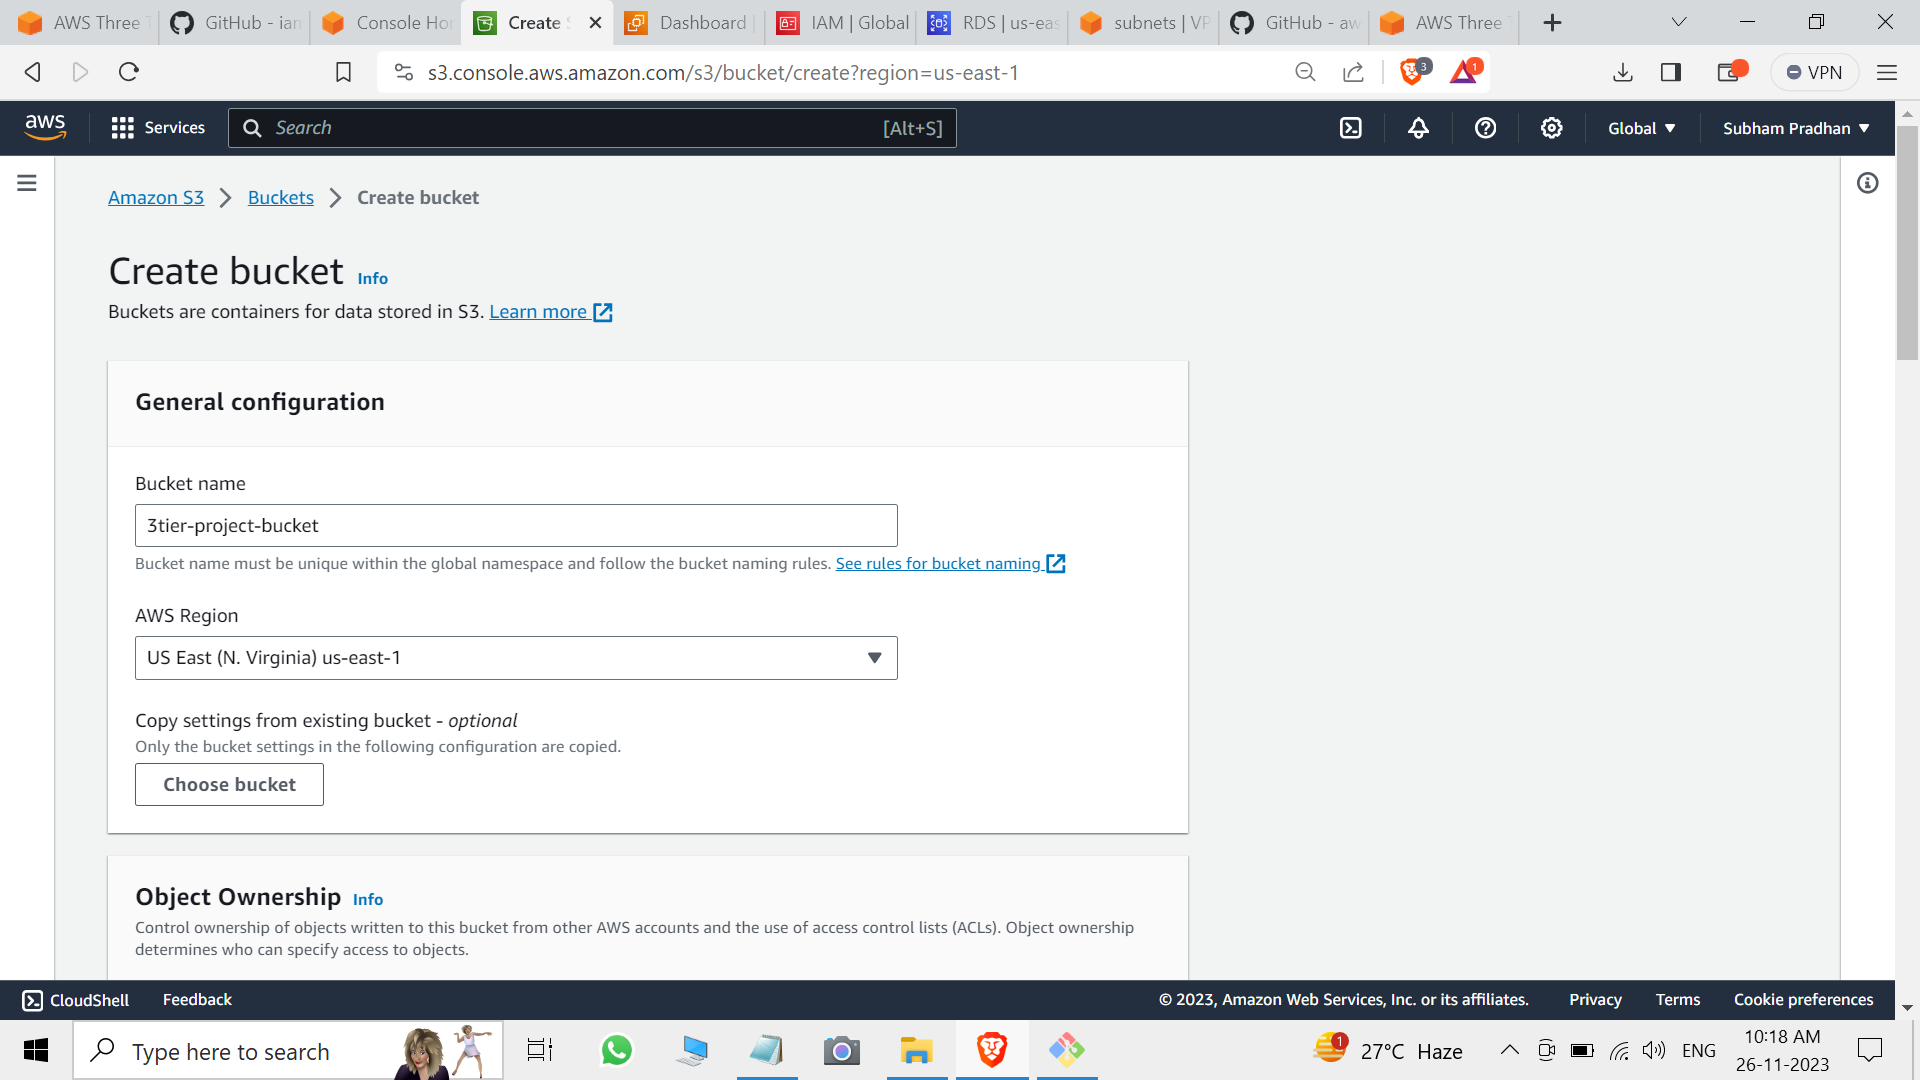 AWS Three
GitHub - ian
Console Ho
Create
Dashboard
IAM | Global
RDS | us-eas
subnets | VP
GitHub - aw
AWS Three
s3.console.aws.amazon.com/s3/bucket/create?region=us-east-1
3
1
VPN
aws
Services
Search
[Alt+S]
Global
Subham Pradhan
Amazon S3
Buckets
Create bucket
Create bucket Info
Buckets are containers for data stored in S3. Learn more
General configuration
Bucket name
3tier-project-bucket
Bucket name must be unique within the global namespace and follow the bucket naming rules. See rules for bucket naming
AWS Region
US East (N. Virginia) us-east-1
Copy settings from existing bucket - optional
Only the bucket settings in the following configuration are copied.
Choose bucket
Object Ownership Info
Control ownership of objects written to this bucket from other AWS accounts and the use of access control lists (ACLs). Object ownership
determines who can specify access to objects.
CloudShell
Feedback
© 2023, Amazon Web Services, Inc. or its affiliates.
Privacy
Terms
Cookie preferences
Type here to search
1
27°C Haze
ENG
10:18 AM
26-11-2023